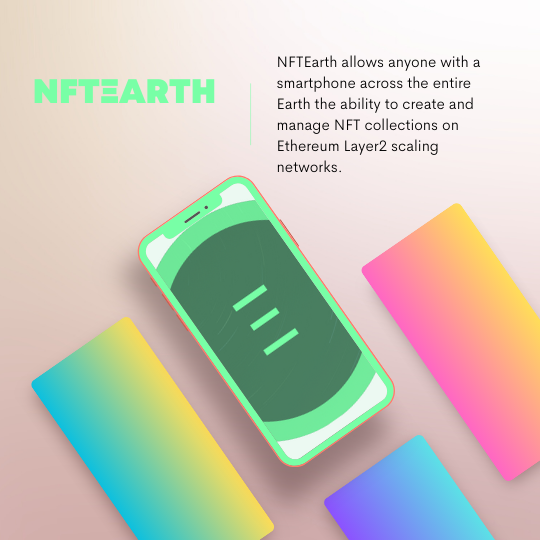 NFTEARTH
NFTEarth allows anyone with a
smartphone across the entire
Earth the ability to create and
manage NFT collections on
Ethereum Layer2 scaling
networks.